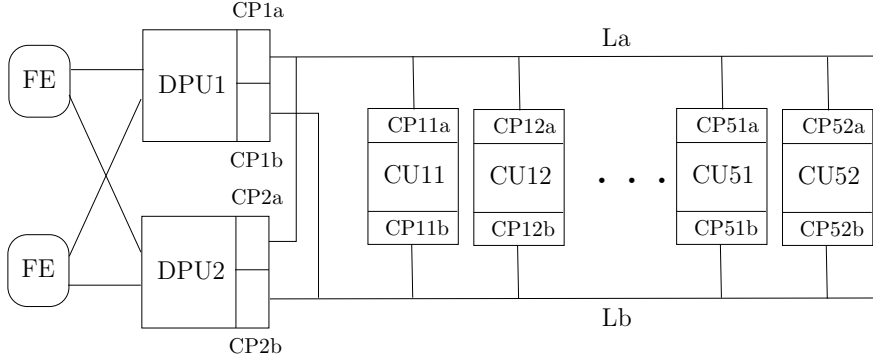 CP1a
La
FE
DPU1
CP11a
CP12a
CP51a
CP52a
CP1b
CU11
CU12
. . .
CU51
CU52
CP2a
CP11b
CP12b
CP51b
CP52b
FE
DPU2
Lb
CP2b